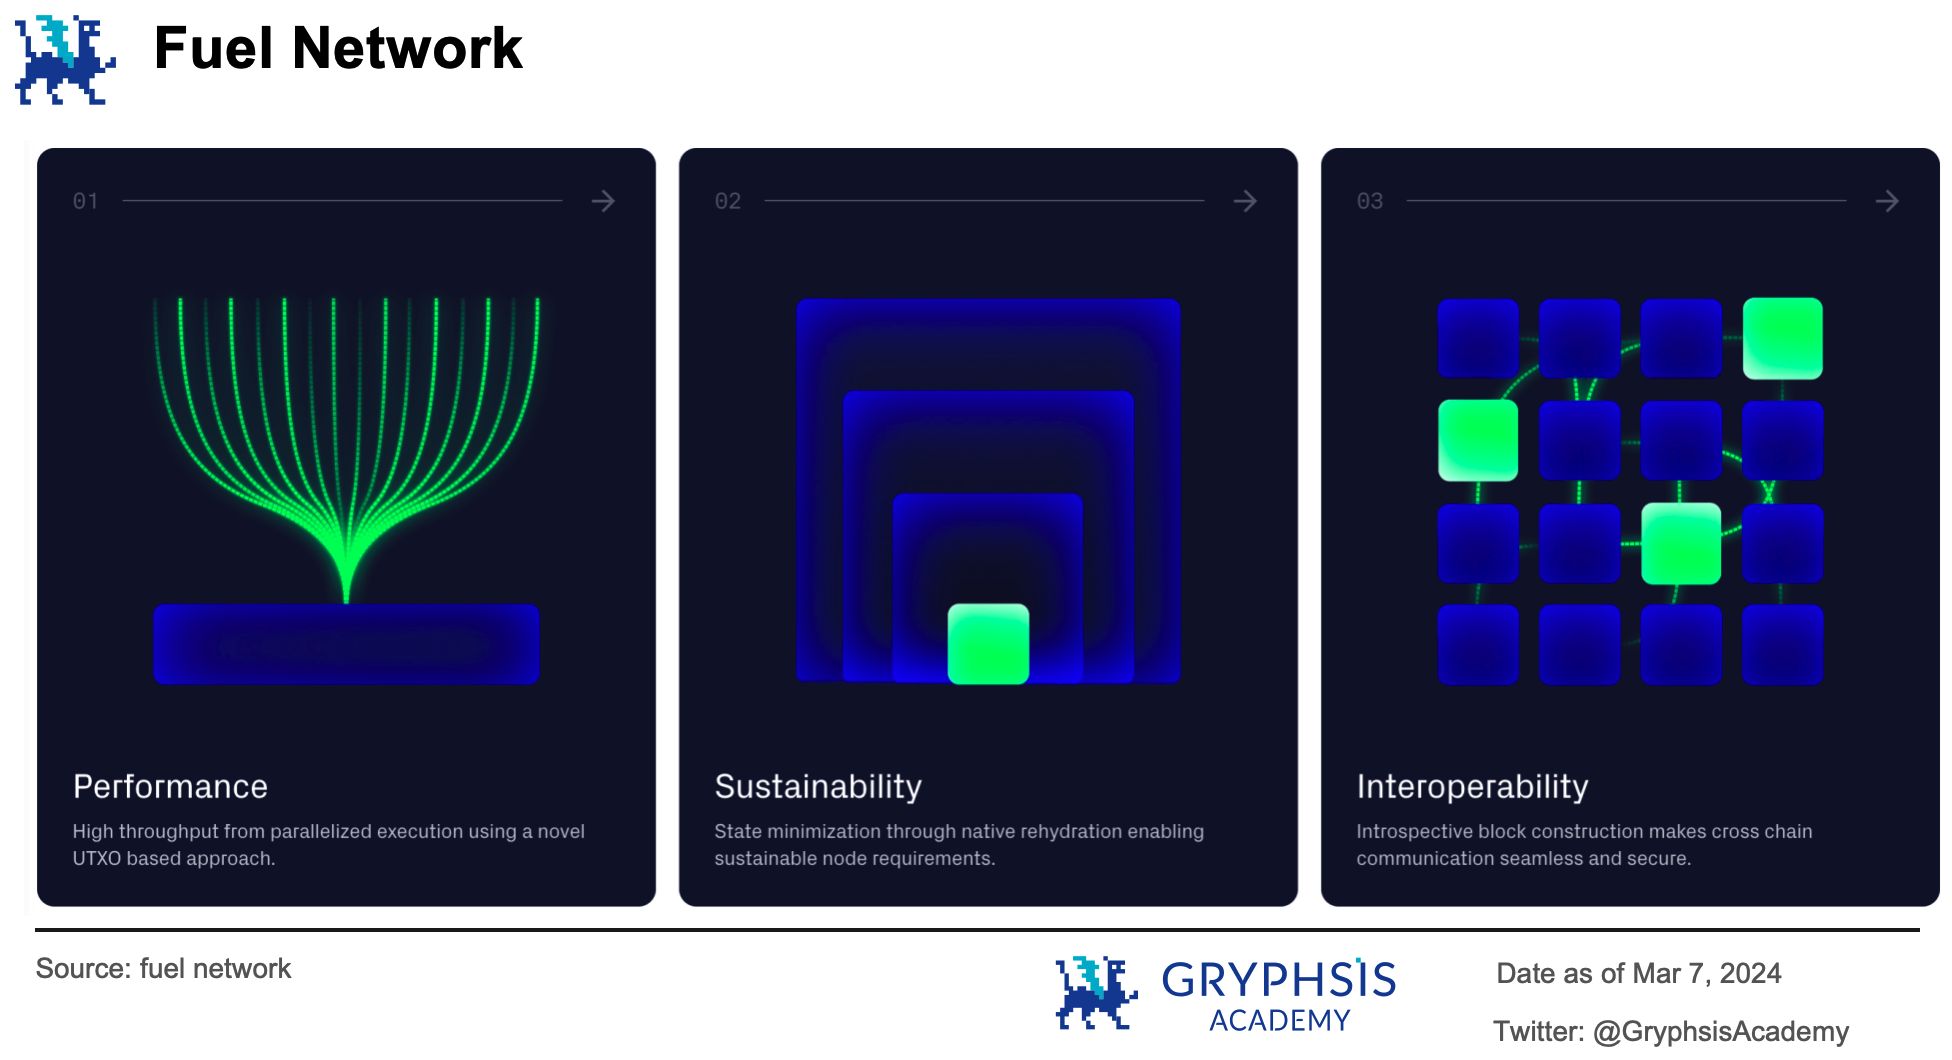 Fuel Network
01
02
03
Performance
High throughput from parallelized execution using a novel
UTXO based approach.
Sustainability
State minimization through native rehydration enabling
sustainable node requirements.
Interoperability
Introspective block construction makes cross chain
communication seamless and secure.
Source: fuel network
GRYPHSIS
ACADEMY
Date as of Mar 7, 2024
Twitter: @GryphsisAcademy